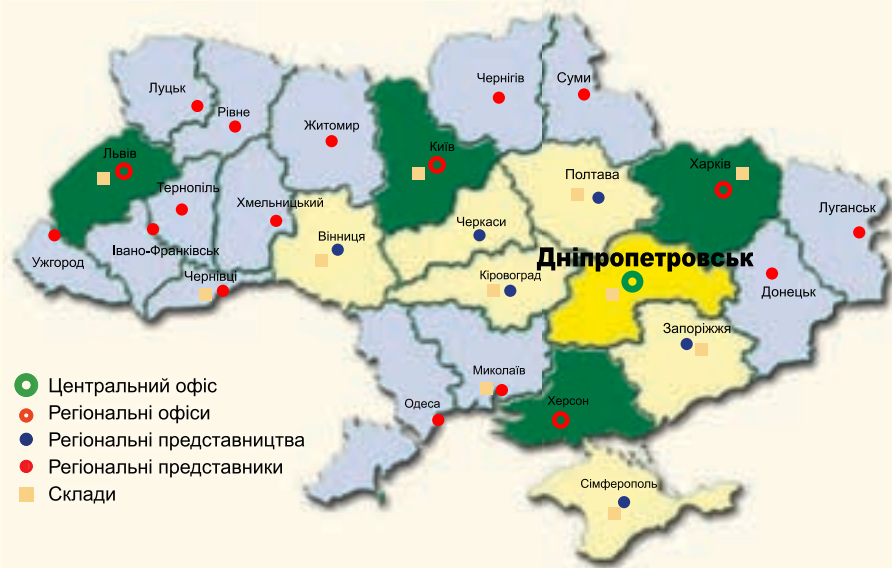 Чернігів
Суми
Луцьк
Рівне
Житомир
Київ
Львів
Харків
Полтава
Тернопіль
Хмельницький
Луганськ
Черкаси
Вінниця
Івано-Франківськ
Ужгород
Дніпропетровськ
Чернівці
Кіровоград
Донецьк
Запоріжжя
Миколаїв
Одеса
Херсон
Сімферополь
Центральний офіс
Регіональні офіси
Регіональні представництва
Регіональні представники
Склади